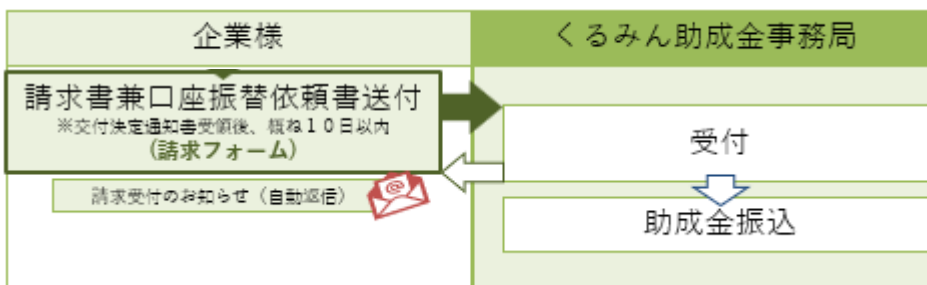 企業様
くるみん助成金事務局
請求書兼口座振替依頼書送付
※交付決定通知書受領後、概ね１０日以内
(請求フォーム)
受付
請求受付のお知らせ（自動返信）
助成金振込